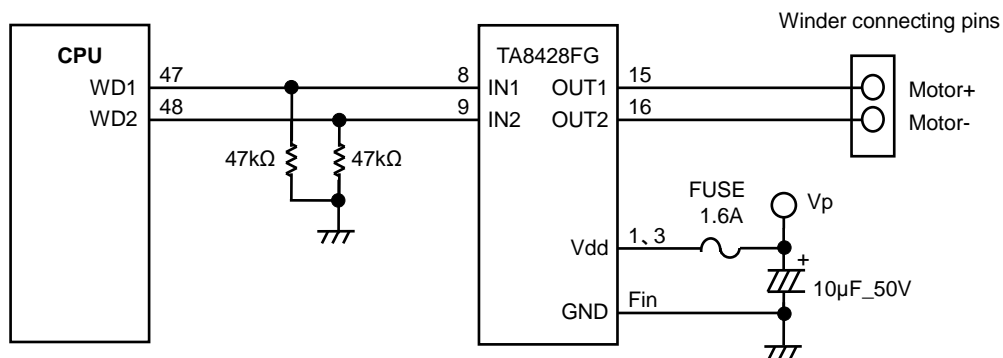 Winder connecting pins
CPU
TA8428FG
WD1
47
8
IN1
OUT1
15
Motor+
WD2
48
9
IN2
OUT2
16
Motor-
47kΩ
47kΩ
FUSE
1.6A
Vp
Vdd
1、3
+
10µF_50V
GND
Fin